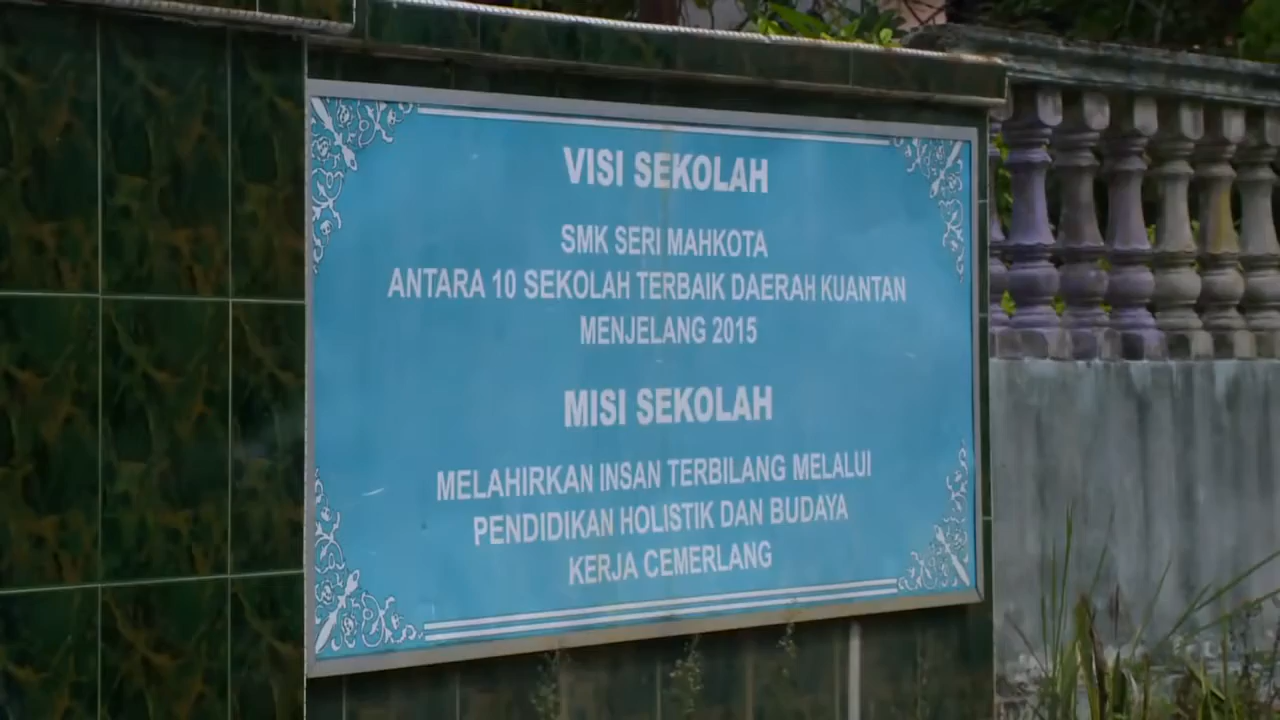 VISI SEKOLAH
SMK SERI MAHKOTA
ANTARA 10 SEKOLAH TERBAIK DAERAH KUANTAN
MENJELANG 2015
MISI SEKOLAH
MELAHIRKAN INSAN TERBILANG MELALUI
PENDIDIKAN HOLISTIK DAN BUDAYA
KERJA CEMERLANG